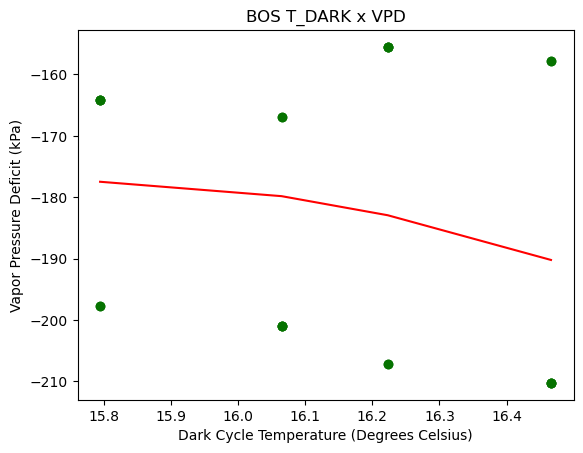 BOS T_DARK x VPD
Vapor Pressure Deficit (kPa)
−160
−170
−180
−190
−200
−210
15.8 15.9 16.0 16.1 16.2 16.3 16.4
Dark Cycle Temperature (Degrees Celsius)